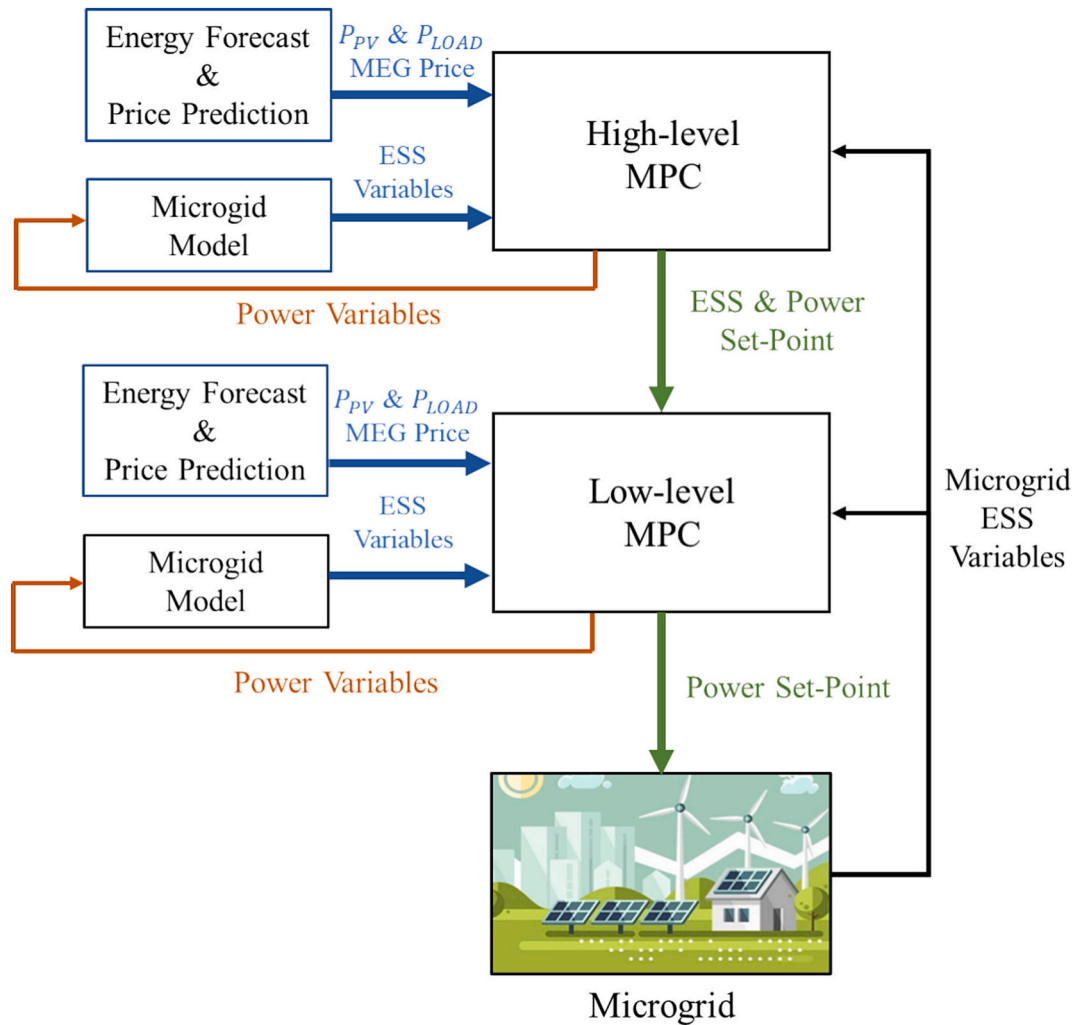 Energy Forecast
&
Price Prediction
P_PV & P_LOAD
MEG Price
High-level
MPC
ESS
Variables
Microgid
Model
Power Variables
ESS & Power
Set-Point
Energy Forecast
&
Price Prediction
P_PV & P_LOAD
MEG Price
Low-level
MPC
ESS
Variables
Microgid
Model
Power Variables
Microgrid
ESS
Variables
Power Set-Point
Microgrid